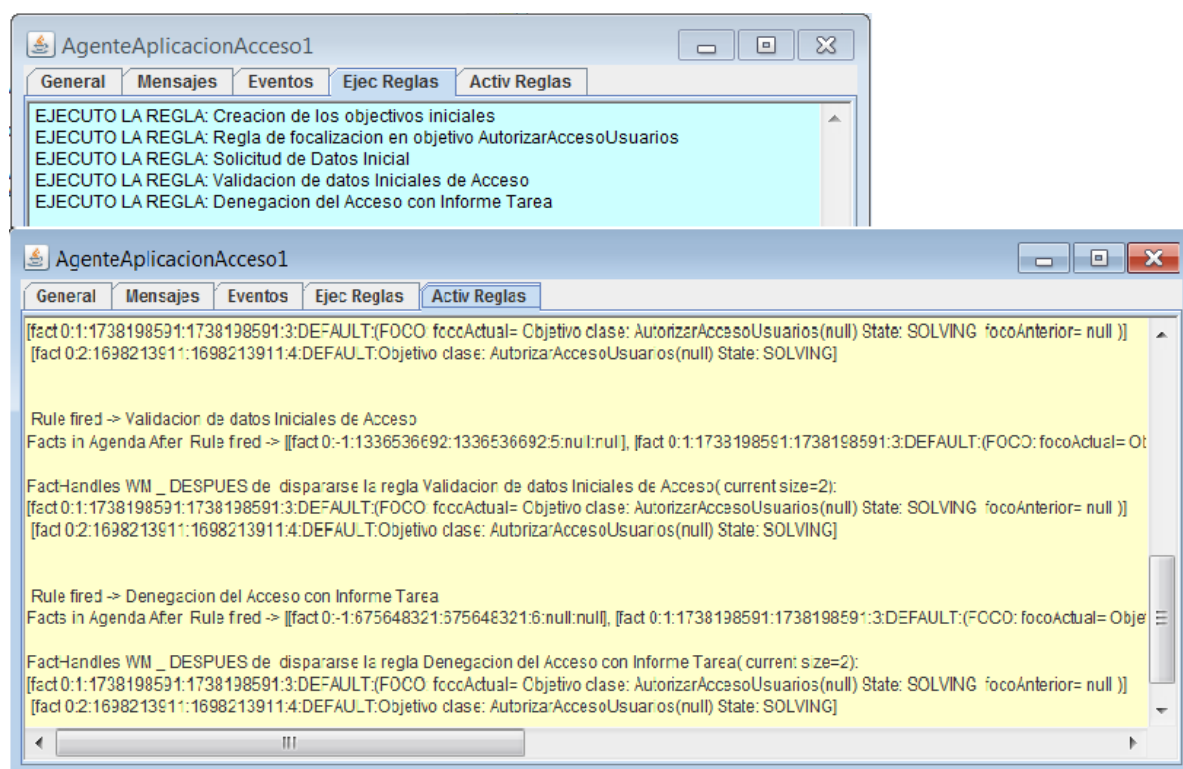 AgenteAplicacionAcceso1
General Mensajes Eventos Ejec Reglas Activ Reglas
EJECUTO LA REGLA: Creacion de los objectivos iniciales
EJECUTO LA REGLA: Regla de focalizacion en objetivo AutorizarAccesoUsuarios
EJECUTO LA REGLA: Solicitud de Datos Inicial
EJECUTO LA REGLA: Validacion de datos Iniciales de Acceso
EJECUTO LA REGLA: Denegacion del Acceso con Informe Tarea
AgenteAplicacionAcceso1
General Mensajes Eventos Ejec Reglas Activ Reglas
[fact 0:1:1738198591:1738198591:3:DEFAULT:(FOCO: focoActual= Objetivo clase: AutorizarAccesoUsuarios(null) State: SOLVING focoAnterior= null )]
[fact 0:2:1698213911:1698213911:4:DEFAULT:Objetivo clase: AutorizarAccesoUsuarios(null) State: SOLVING]
Rule fired -> Validacion de datos Iniciales de Acceso
Facts in Agenda After Rule fired -> [[fact 0:-1:1336536692:1336536692:5:null:null], [fact 0:1:1738198591:1738198591:3:DEFAULT:(FOCO: focoActual= Ob
FactHandles WM _ DESPUES de dispararse la regla Validacion de datos Iniciales de Acceso( current size=2):
[fact 0:1:1738198591:1738198591:3:DEFAULT:(FOCO: focoActual= Objetivo clase: AutorizarAccesoUsuarios(null) State: SOLVING focoAnterior= null )]
[fact 0:2:1698213911:1698213911:4:DEFAULT:Objetivo clase: AutorizarAccesoUsuarios(null) State: SOLVING]
Rule fired -> Denegacion del Acceso con Informe Tarea
Facts in Agenda After Rule fired -> [[fact 0:-1:675648321:675648321:6:null:null], [fact 0:1:1738198591:1738198591:3:DEFAULT:(FOCO: focoActual= Obje
FactHandles WM _ DESPUES de dispararse la regla Denegacion del Acceso con Informe Tarea( current size=2):
[fact 0:1:1738198591:1738198591:3:DEFAULT:(FOCO: focoActual= Objetivo clase: AutorizarAccesoUsuarios(null) State: SOLVING focoAnterior= null )]
[fact 0:2:1698213911:1698213911:4:DEFAULT:Objetivo clase: AutorizarAccesoUsuarios(null) State: SOLVING]